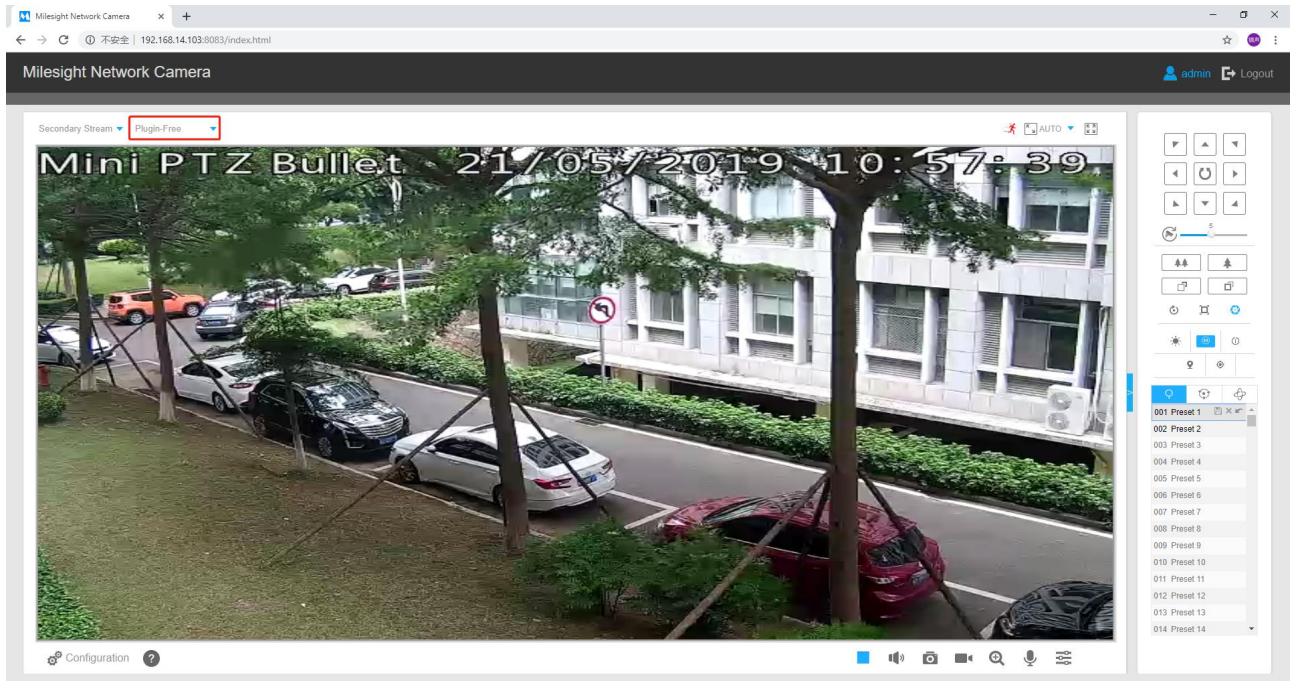 Milesight Network Camera
不安全 | 192.168.14.103:8083/index.html
Milesight Network Camera
admin
Logout
Secondary Stream
Plugin-Free
AUTO
Mini PTZ Bullet 21/05/2019 10:57:39
5
001 Preset 1
002 Preset 2
003 Preset 3
004 Preset 4
005 Preset 5
006 Preset 6
007 Preset 7
008 Preset 8
009 Preset 9
010 Preset 10
011 Preset 11
012 Preset 12
013 Preset 13
014 Preset 14
Configuration